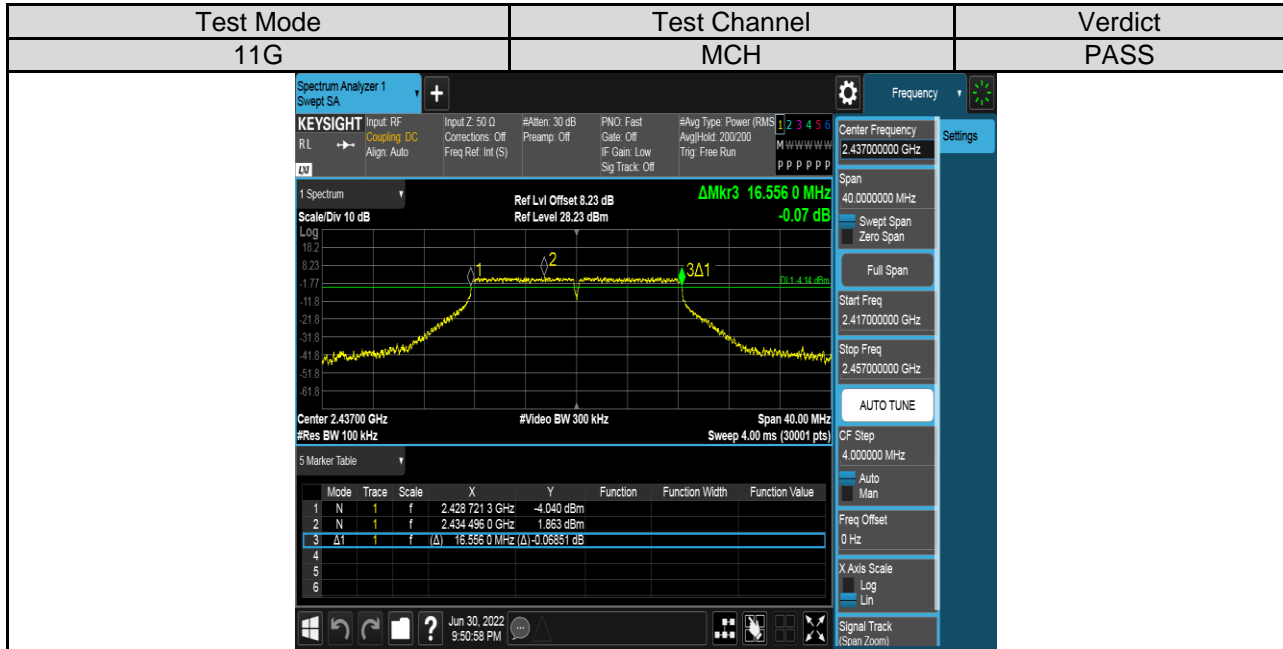 Test Mode Test Channel Verdict
11G MCH PASS
Spectrum Analyzer 1
Swept SA
+
Frequency
KEYSIGHT
RL
LXI
Input: RF
Coupling: DC
Align: Auto
Input Z: 50 Ω
Corrections: Off
Freq Ref: Int (S)
#Atten: 30 dB
Preamp: Off
PNO: Fast
Gate: Off
IF Gain: Low
Sig Track: Off
#Avg Type: Power (RMS
Avg|Hold: 200/200
Trig: Free Run
1 2 3 4 5 6
M W W W W W
P P P P P P
Center Frequency
2.437000000 GHz
Settings
Span
40.0000000 MHz
Swept Span
Zero Span
Full Span
Start Freq
2.417000000 GHz
Stop Freq
2.457000000 GHz
AUTO TUNE
CF Step
4.000000 MHz
Auto
Man
Freq Offset
0 Hz
X Axis Scale
Log
Lin
Signal Track
(Span Zoom)
1 Spectrum
Scale/Div 10 dB
Log
Ref Lvl Offset 8.23 dB
Ref Level 28.23 dBm
ΔMkr3 16.556 0 MHz
-0.07 dB
18.2
8.23
-1.77
-11.8
-21.8
-31.8
-41.8
-51.8
-61.8
1
2
3Δ1
DL1 -4.14 dBm
Center 2.43700 GHz #Video BW 300 kHz Span 40.00 MHz
#Res BW 100 kHz Sweep 4.00 ms (30001 pts)
5 Marker Table
Mode Trace Scale X Y Function Function Width Function Value
1 N 1 f 2.428 721 3 GHz -4.040 dBm
2 N 1 f 2.434 496 0 GHz 1.863 dBm
3 Δ1 1 f (Δ) 16.556 0 MHz (Δ) -0.06851 dB
4
5
6
?
Jun 30, 2022
9:50:58 PM